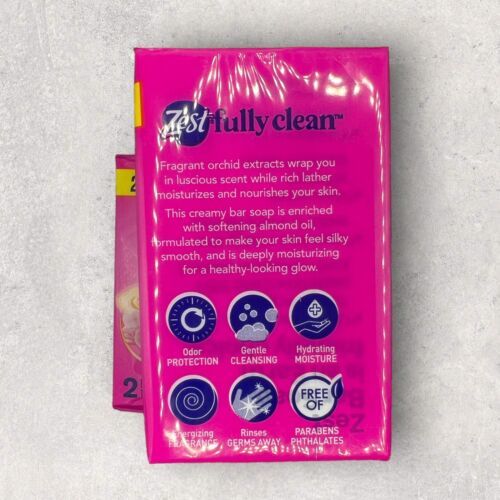 Zest fully clean™
Fragrant orchid extracts wrap you
in luscious scent while rich lather
moisturizes and nourishes your skin.
This creamy bar soap is enriched
with softening almond oil,
formulated to make your skin feel silky
smooth, and is deeply moisturizing
for a healthy-looking glow.
Odor
PROTECTION
Gentle
CLEANSING
Hydrating
MOISTURE
Energizing
FRAGRANCE
Rinses
GERMS AWAY
FREE
OF
PARABENS
PHTHALATES
2
2